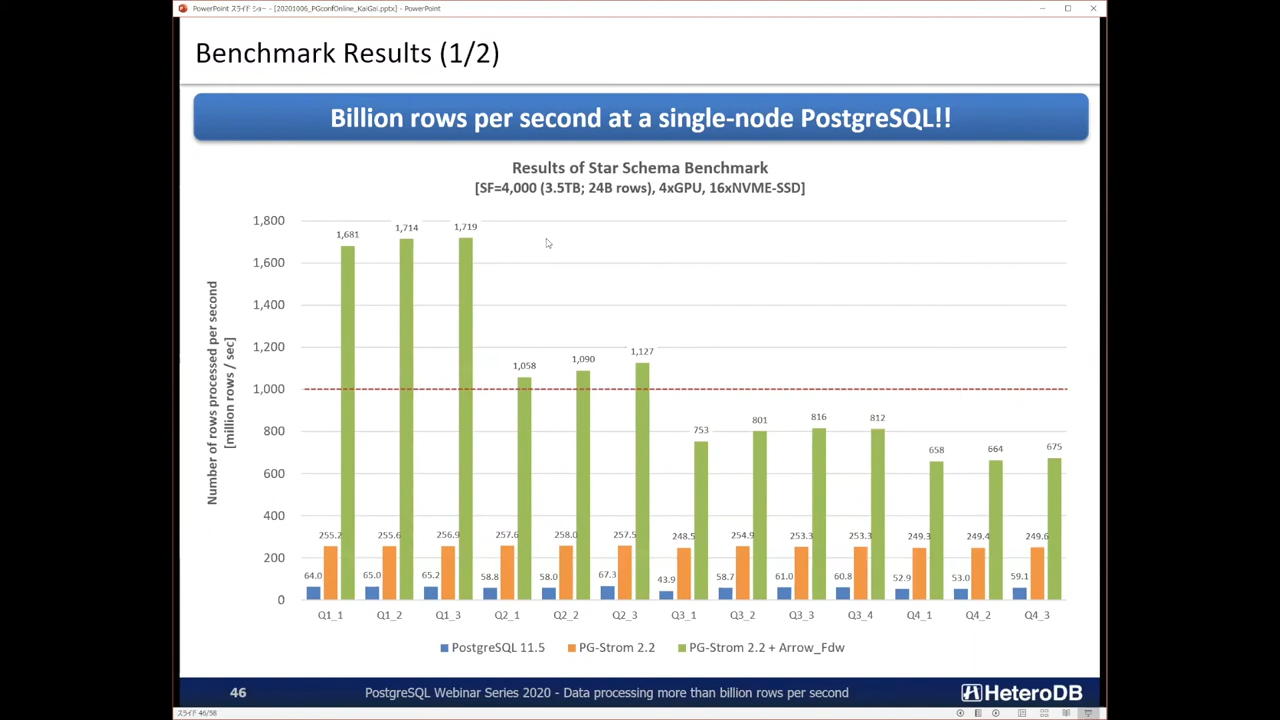 PowerPoint スライド ショー - [20201006_PGconfOnline_KaiGai.pptx] - PowerPoint
Benchmark Results (1/2)
Billion rows per second at a single-node PostgreSQL!!
Results of Star Schema Benchmark
[SF=4,000 (3.5TB; 24B rows), 4xGPU, 16xNVME-SSD]
Number of rows processed per second
[million rows / sec]
1,800
1,600
1,400
1,200
1,000
800
600
400
200
0
64.0 255.2 1,681
65.0 255.6 1,714
65.2 256.9 1,719
58.8 257.6 1,058
58.0 258.0 1,090
67.3 257.5 1,127
43.9 248.5 753
58.7 254.9 801
61.0 253.3 816
60.8 253.3 812
52.9 249.3 658
53.0 249.4 664
59.1 249.6 675
Q1_1 Q1_2 Q1_3 Q2_1 Q2_2 Q2_3 Q3_1 Q3_2 Q3_3 Q3_4 Q4_1 Q4_2 Q4_3
PostgreSQL 11.5 PG-Strom 2.2 PG-Strom 2.2 + Arrow_Fdw
46 PostgreSQL Webinar Series 2020 - Data processing more than billion rows per second HeteroDB
スライド 46/58